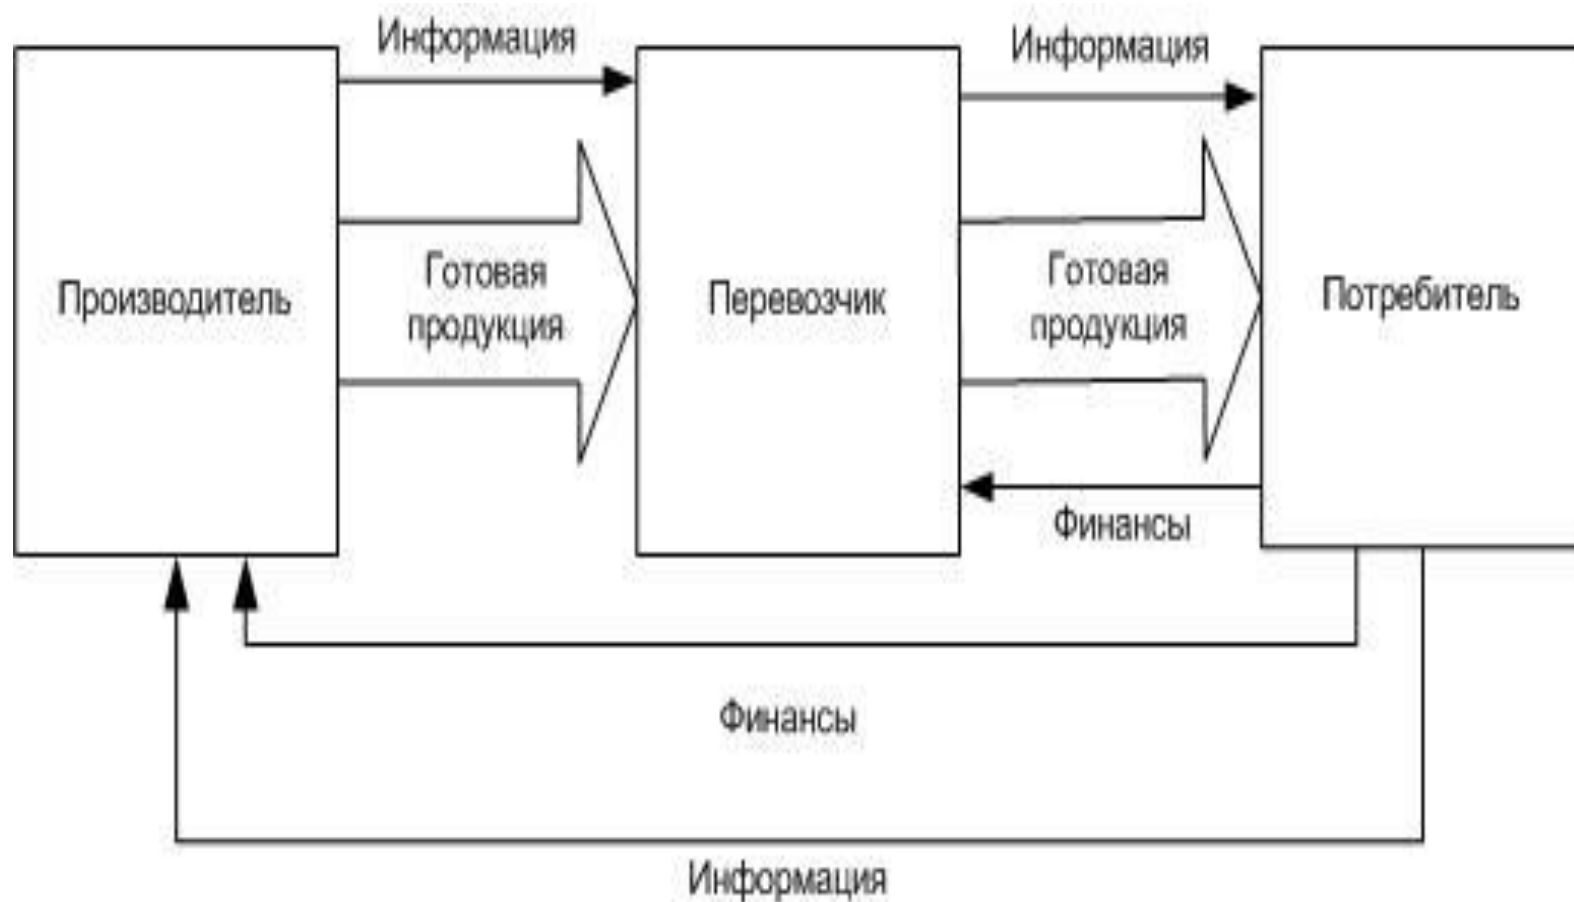 Информация
Информация
Производитель
Готовая
продукция
Перевозчик
Готовая
продукция
Потребитель
Финансы
Финансы
Информация